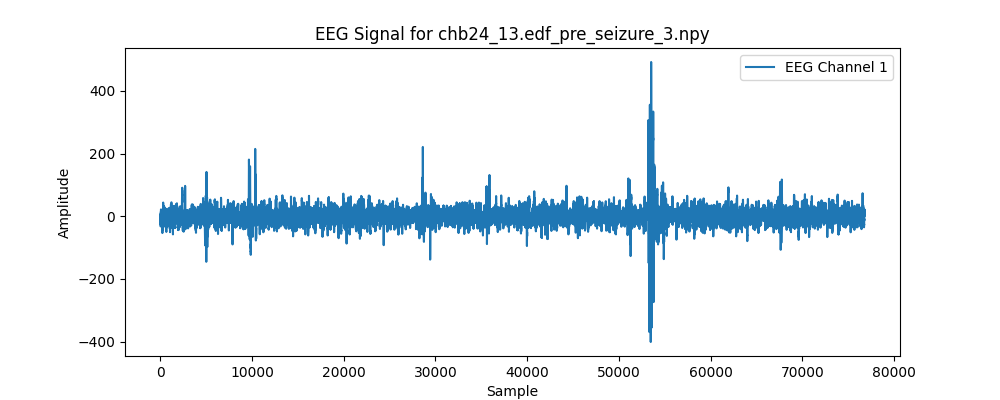 EEG Signal for chb24_13.edf_pre_seizure_3.npy
EEG Channel 1
400
200
0
−200
−400
Amplitude
0 10000 20000 30000 40000 50000 60000 70000 80000
Sample